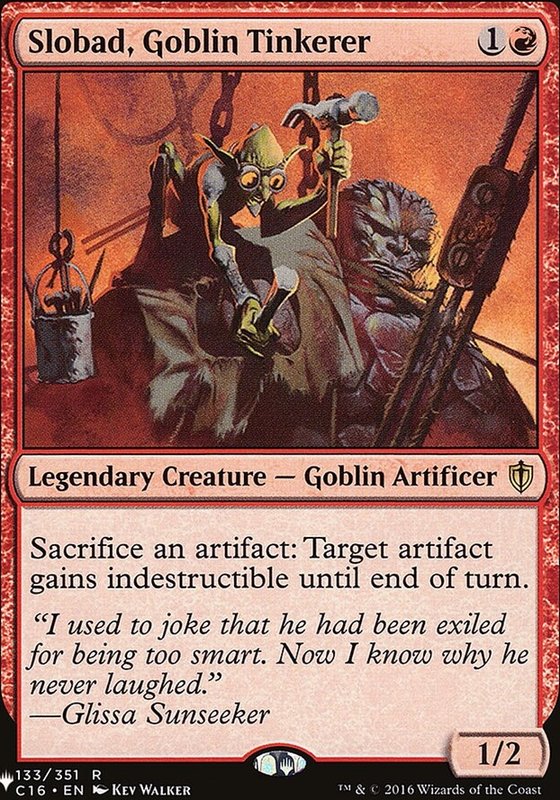 Slobad, Goblin Tinkerer 1
Legendary Creature — Goblin Artificer
Sacrifice an artifact: Target artifact
gains indestructible until end of turn.
“I used to joke that he had been exiled
for being too smart. Now I know why he
never laughed.”
—Glissa Sunseeker
1/2
133/351 R
C16 • EN Kev Walker
™ & © 2016 Wizards of the Coast